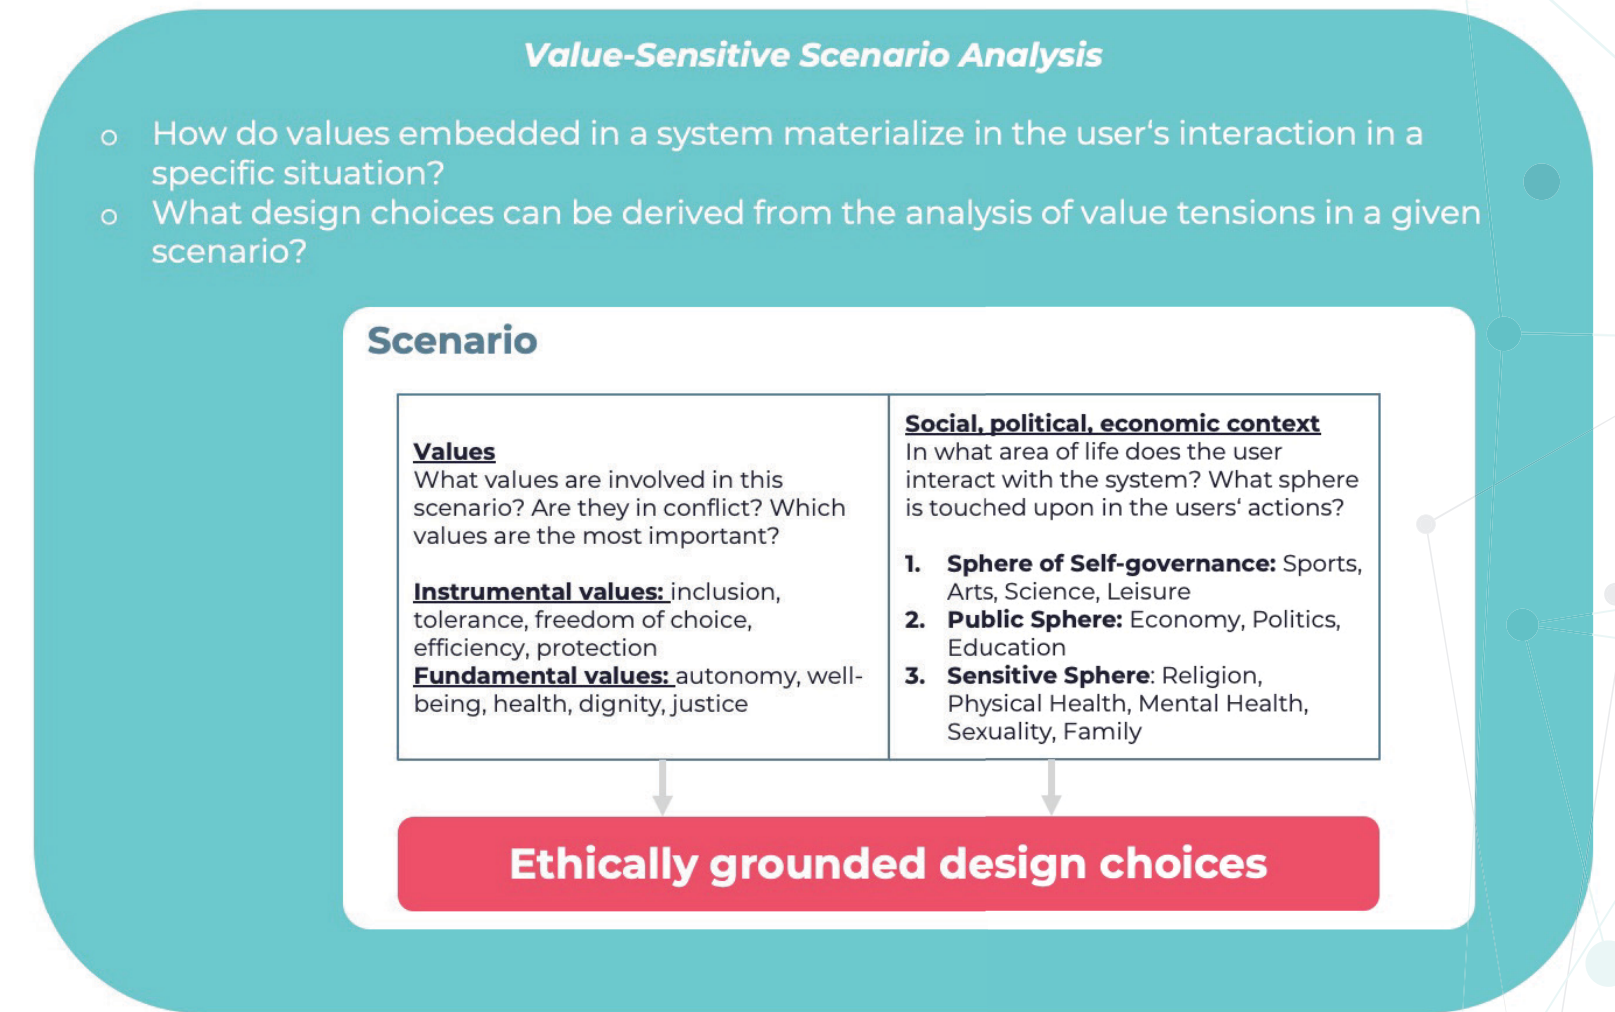 Value-Sensitive Scenario Analysis
○ How do values embedded in a system materialize in the user‘s interaction in a
specific situation?
○ What design choices can be derived from the analysis of value tensions in a given
scenario?
Scenario
Values
What values are involved in this
scenario? Are they in conflict? Which
values are the most important?
Instrumental values: inclusion,
tolerance, freedom of choice,
efficiency, protection
Fundamental values: autonomy, well-
being, health, dignity, justice
Social, political, economic context
In what area of life does the user
interact with the system? What sphere
is touched upon in the users‘ actions?
1. Sphere of Self-governance: Sports,
Arts, Science, Leisure
2. Public Sphere: Economy, Politics,
Education
3. Sensitive Sphere: Religion,
Physical Health, Mental Health,
Sexuality, Family
Ethically grounded design choices